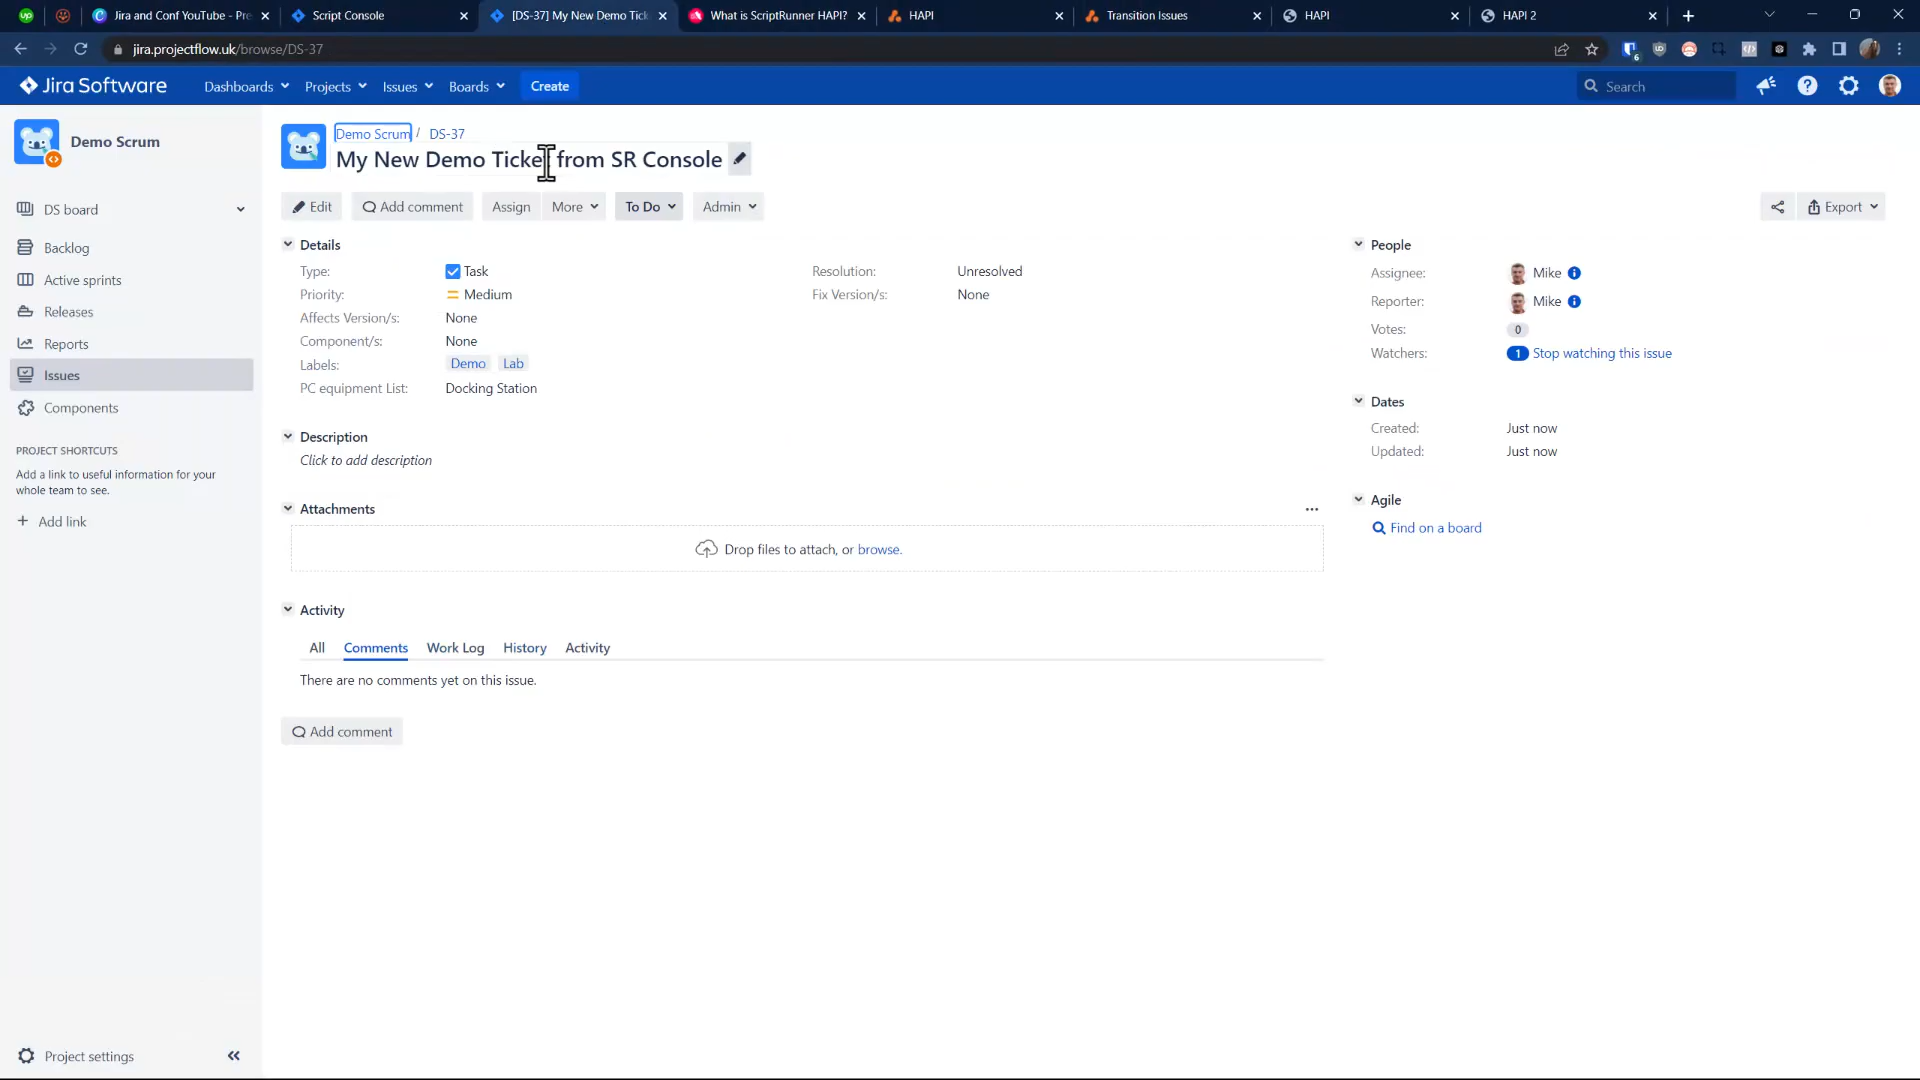 up
Jira and Conf YouTube - Pre
Script Console
[DS-37] My New Demo Tick
What is ScriptRunner HAPI?
HAPI
Transition Issues
HAPI
HAPI 2
jira.projectflow.uk/browse/DS-37
6
Jira Software
Dashboards
Projects
Issues
Boards
Create
Search
Demo Scrum
DS board
Backlog
Active sprints
Releases
Reports
Issues
Components
PROJECT SHORTCUTS
Add a link to useful information for your
whole team to see.
+ Add link
Project settings
Demo Scrum / DS-37
My New Demo Ticket from SR Console
Edit
Add comment
Assign
More
To Do
Admin
Export
Details
Type: Task
Priority: Medium
Affects Version/s: None
Component/s: None
Labels: Demo Lab
PC equipment List: Docking Station
Resolution: Unresolved
Fix Version/s: None
Description
Click to add description
Attachments
Drop files to attach, or browse.
Activity
All Comments Work Log History Activity
There are no comments yet on this issue.
Add comment
People
Assignee: Mike
Reporter: Mike
Votes: 0
Watchers: 1 Stop watching this issue
Dates
Created: Just now
Updated: Just now
Agile
Find on a board